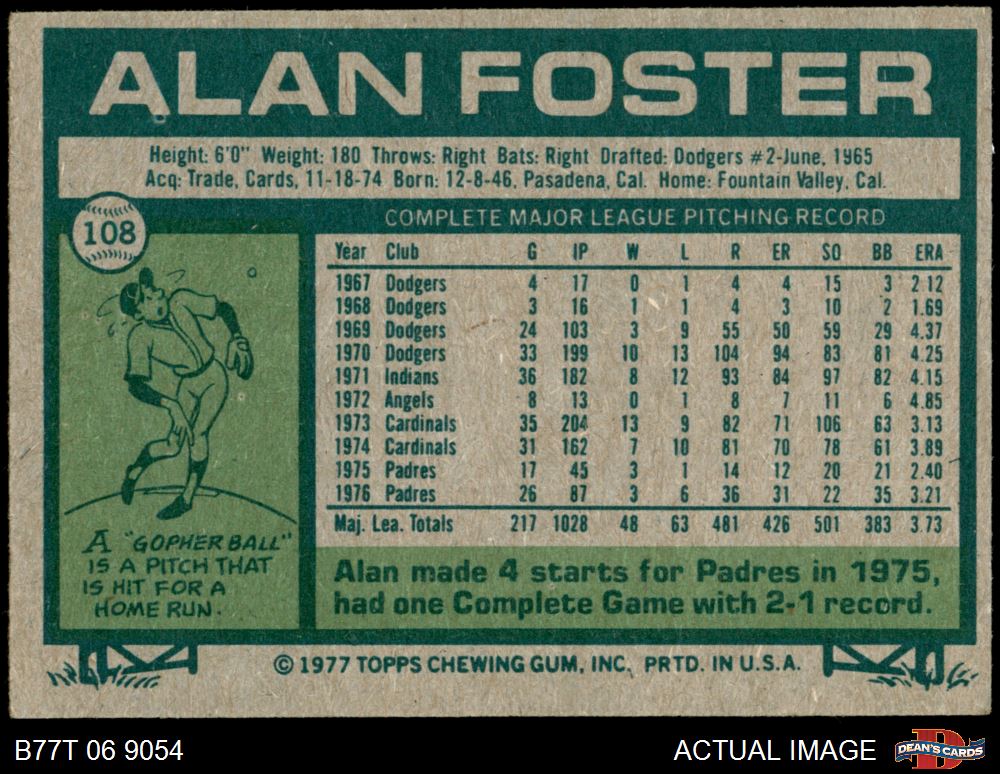 ALAN FOSTER
Height: 6'0" Weight: 180 Throws: Right Bats: Right Drafted: Dodgers #2-June, 1965
Acq: Trade, Cards, 11-18-74 Born: 12-8-46, Pasadena, Cal. Home: Fountain Valley, Cal.
108
COMPLETE MAJOR LEAGUE PITCHING RECORD
Year Club G IP W L R ER SO BB ERA
1967 Dodgers 4 17 0 1 4 4 15 3 2.12
1968 Dodgers 3 16 1 1 4 3 10 2 1.69
1969 Dodgers 24 103 3 9 55 50 59 29 4.37
1970 Dodgers 33 199 10 13 104 94 83 81 4.25
1971 Indians 36 182 8 12 93 84 97 82 4.15
1972 Angels 8 13 0 1 8 7 11 6 4.85
1973 Cardinals 35 204 13 9 82 71 106 63 3.13
1974 Cardinals 31 162 7 10 81 70 78 61 3.89
1975 Padres 17 45 3 1 14 12 20 21 2.40
1976 Padres 26 87 3 6 36 31 22 35 3.21
Maj. Lea. Totals 217 1028 48 63 481 426 501 383 3.73
A "GOPHER BALL"
IS A PITCH THAT
IS HIT FOR A
HOME RUN.
Alan made 4 starts for Padres in 1975,
had one Complete Game with 2-1 record.
© 1977 TOPPS CHEWING GUM, INC. PRTD. IN U.S.A.
B77T 06 9054
ACTUAL IMAGE
D
DEAN'S CARDS